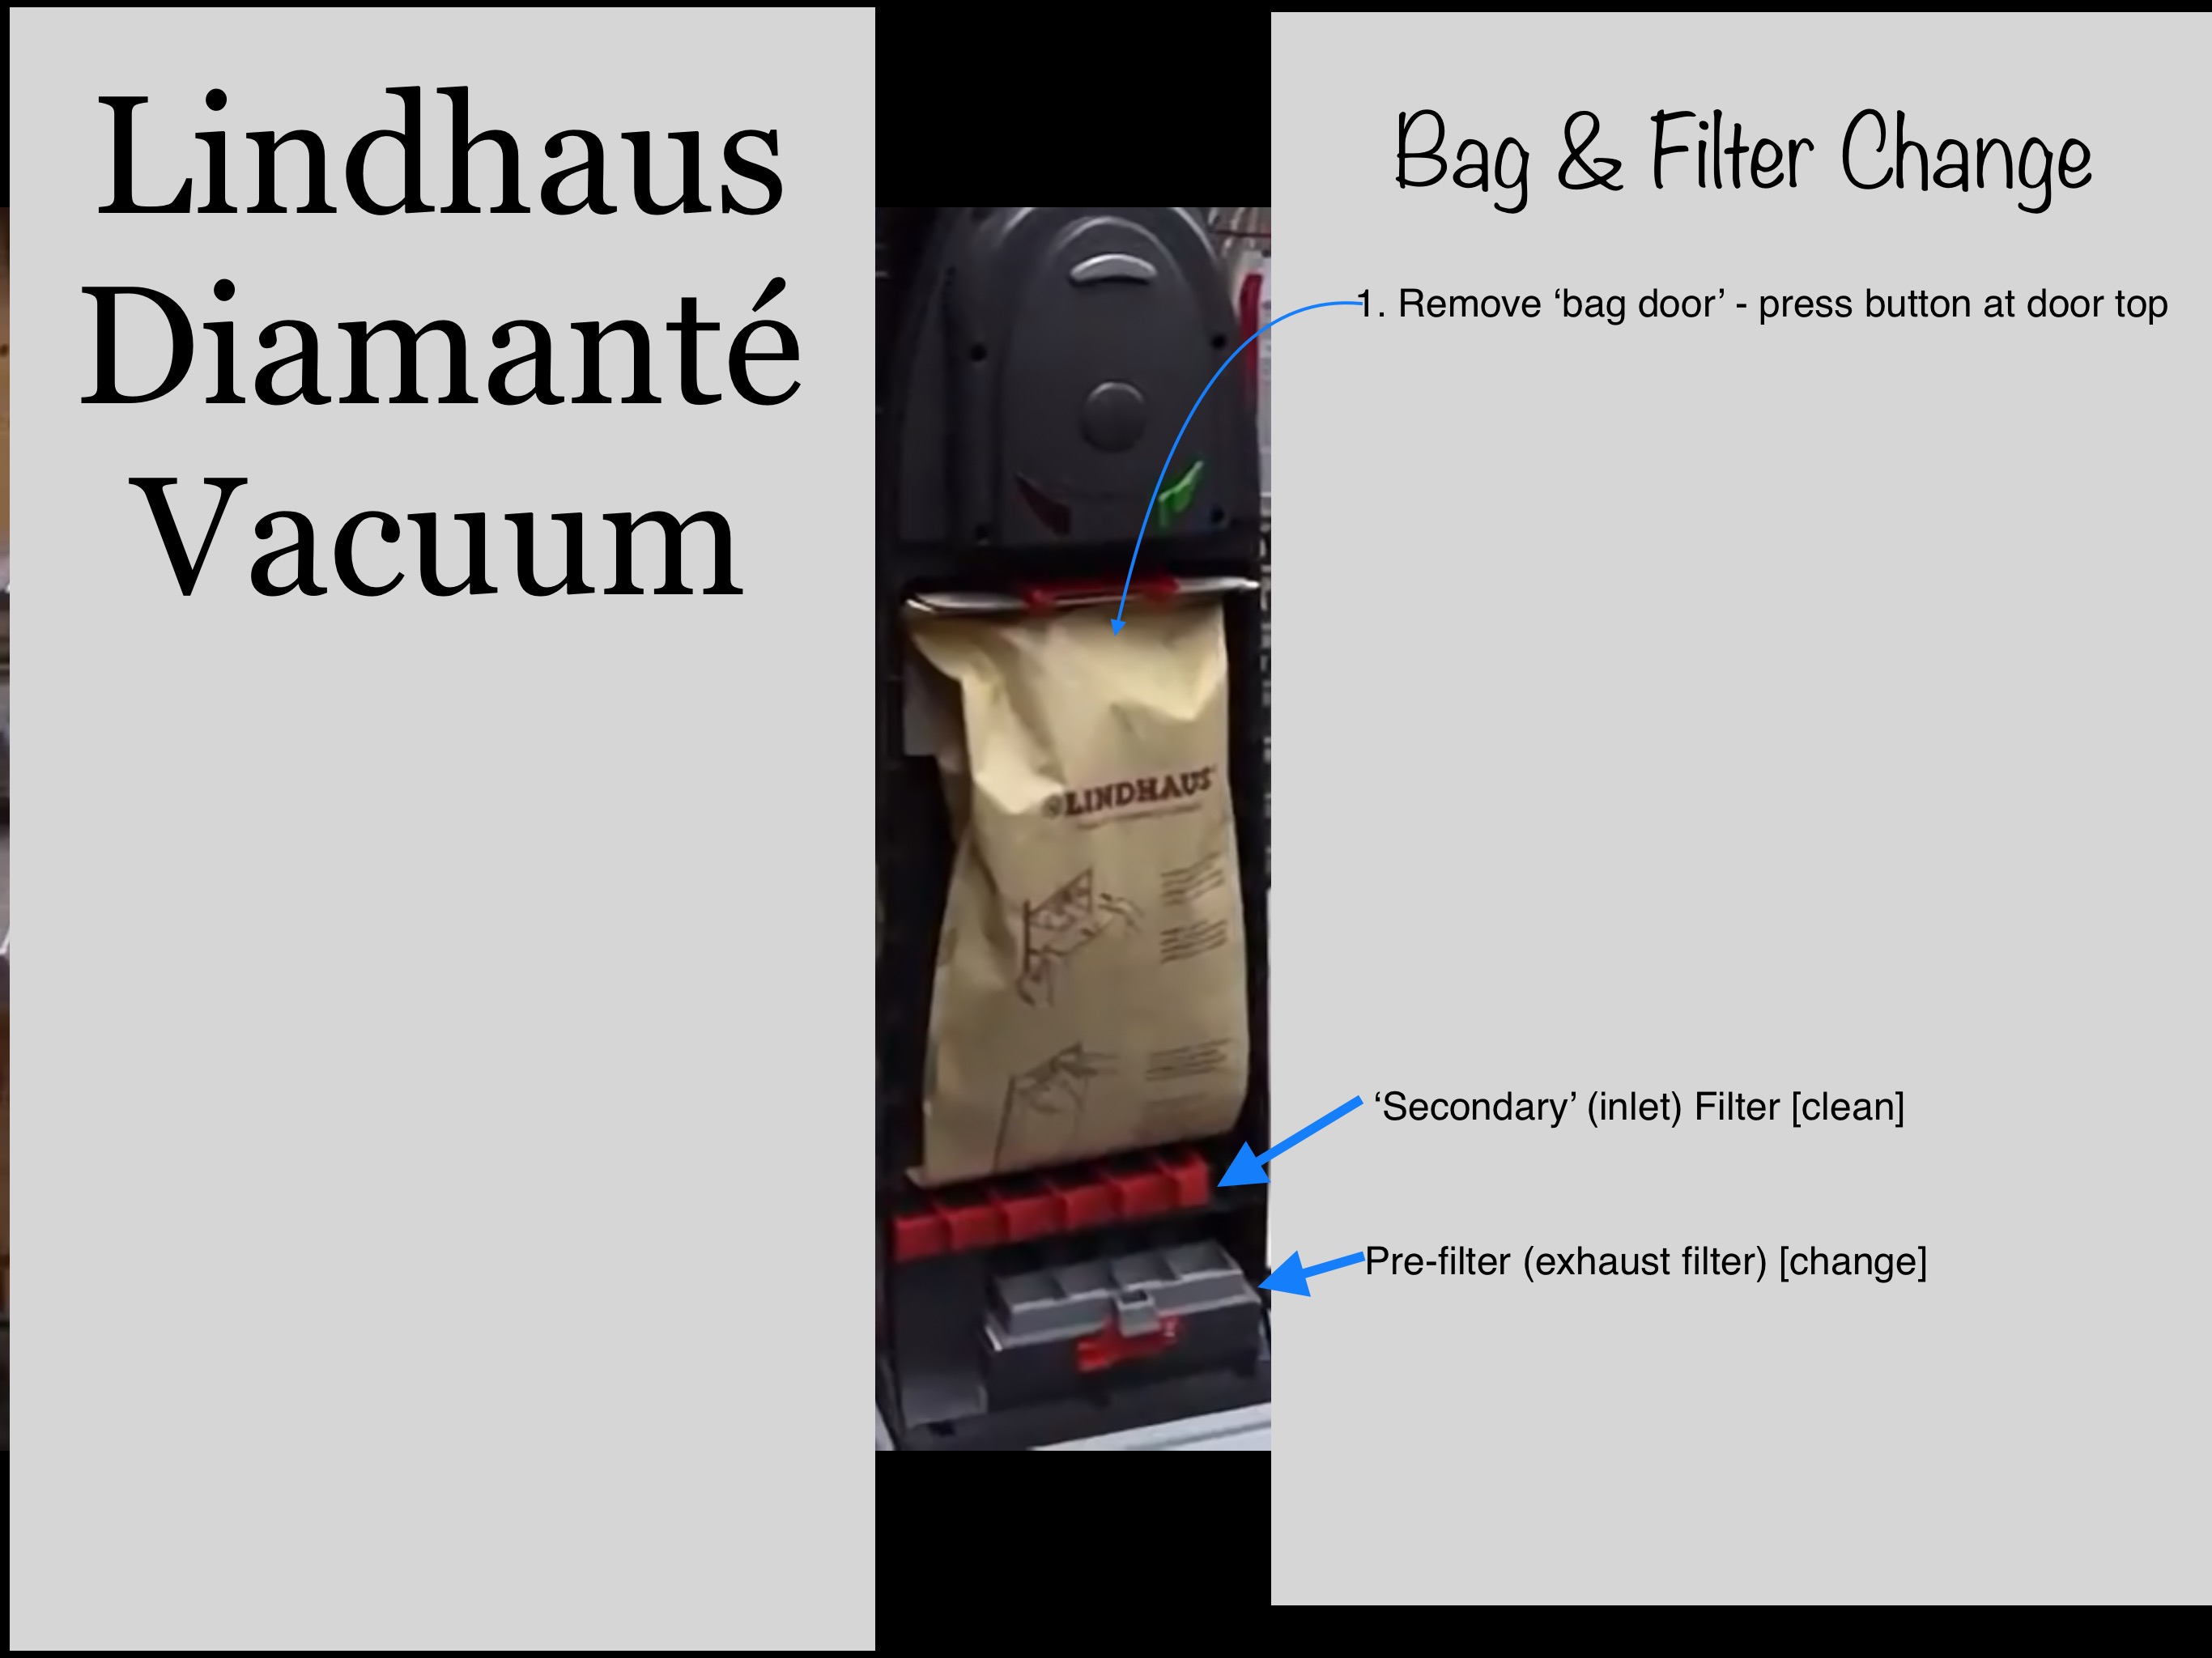 Lindhaus
Diamanté
Vacuum
Bag & Filter Change
1. Remove ‘bag door’ - press button at door top
LINDHAUS
‘Secondary’ (inlet) Filter [clean]
Pre-filter (exhaust filter) [change]